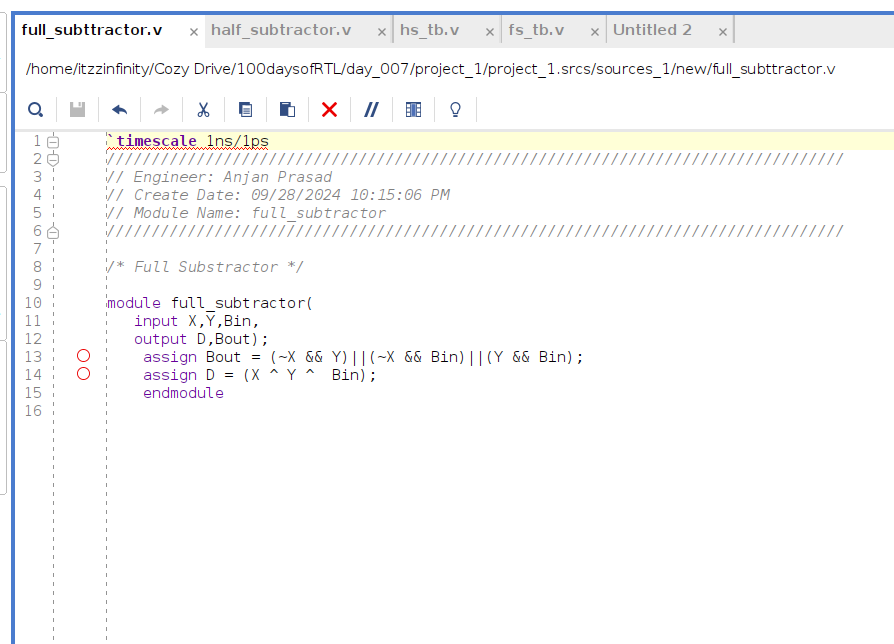 full_subttractor.v × half_subtractor.v × hs_tb.v × fs_tb.v × Untitled 2 ×
/home/itzzinfinity/Cozy Drive/100daysofRTL/day_007/project_1/project_1.srcs/sources_1/new/full_subttractor.v
1 `timescale 1ns/1ps
2 //////////////////////////////////////////////////////////////////////////////////
3 // Engineer: Anjan Prasad
4 // Create Date: 09/28/2024 10:15:06 PM
5 // Module Name: full_subtractor
6 //////////////////////////////////////////////////////////////////////////////////
7
8 /* Full Substractor */
9
10 module full_subtractor(
11 input X,Y,Bin,
12 output D,Bout);
13 assign Bout = (~X && Y)||(~X && Bin)||(Y && Bin);
14 assign D = (X ^ Y ^ Bin);
15 endmodule
16